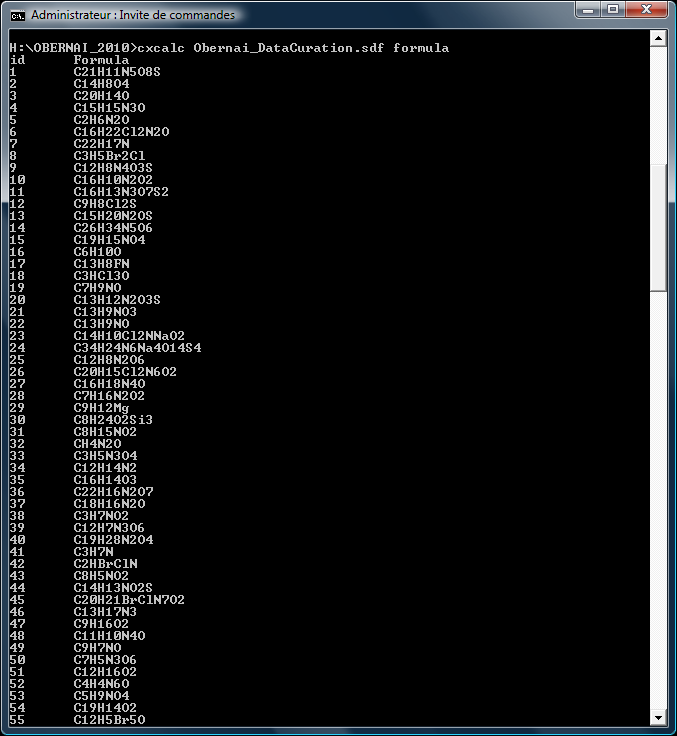 Administrateur : Invite de commandes
H:\OBERNAI_2010>cxcalc Obernai_DataCuration.sdf formula
id Formula
1 C21H11N5O8S
2 C14H8O4
3 C20H14O
4 C15H15N3O
5 C2H6N2O
6 C16H22Cl2N2O
7 C22H17N
8 C3H5Br2Cl
9 C12H8N4O3S
10 C16H10N2O2
11 C16H13N3O7S2
12 C9H8Cl2S
13 C15H20N2OS
14 C26H34N5O6
15 C19H15NO4
16 C6H10O
17 C13H8FN
18 C3HCl3O
19 C7H9NO
20 C13H12N2O3S
21 C13H9NO3
22 C13H9NO
23 C14H10Cl2NNaO2
24 C34H24N6Na4O14S4
25 C12H8N2O6
26 C20H15Cl2N6O2
27 C16H18N4O
28 C7H16N2O2
29 C9H12Mg
30 C8H24O2Si3
31 C8H15NO2
32 CH4N2O
33 C3H5N3O4
34 C12H14N2
35 C16H14O3
36 C22H16N2O7
37 C18H16N2O
38 C3H7NO2
39 C12H7N3O6
40 C19H28N2O4
41 C3H7N
42 C2HBrClN
43 C8H5NO2
44 C14H13NO2S
45 C20H21BrClN7O2
46 C13H17N3
47 C9H16O2
48 C11H10N4O
49 C9H7NO
50 C7H5N3O6
51 C12H16O2
52 C4H4N6O
53 C5H9NO4
54 C19H14O2
55 C12H5Br5O